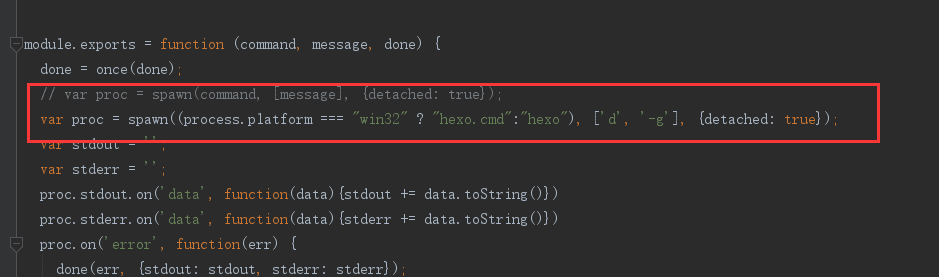 module.exports = function (command, message, done) {
done = once(done);
// var proc = spawn(command, [message], {detached: true});
var proc = spawn((process.platform === "win32" ? "hexo.cmd":"hexo"), ['d', '-g'], {detached: true});
var stdout = '';
var stderr = '';
proc.stdout.on('data', function(data){stdout += data.toString()})
proc.stderr.on('data', function(data){stderr += data.toString()})
proc.on('error', function(err) {
done(err, {stdout: stdout, stderr: stderr});